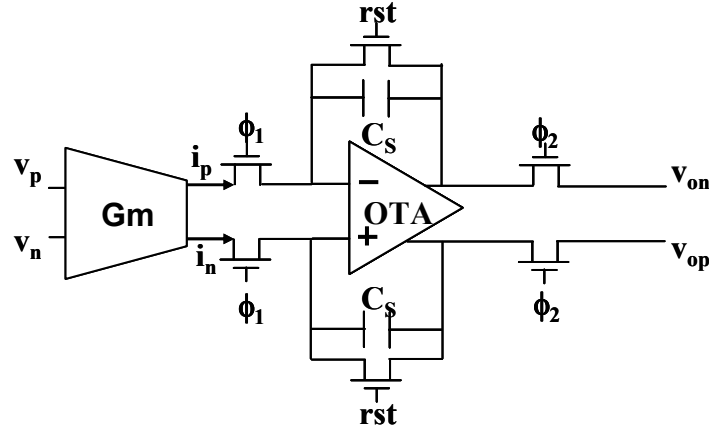 rst
C_s
ϕ_1
ϕ_2
v_p
i_p
v_on
Gm
− OTA
+
v_n
i_n
v_op
ϕ_1
C_s
ϕ_2
rst